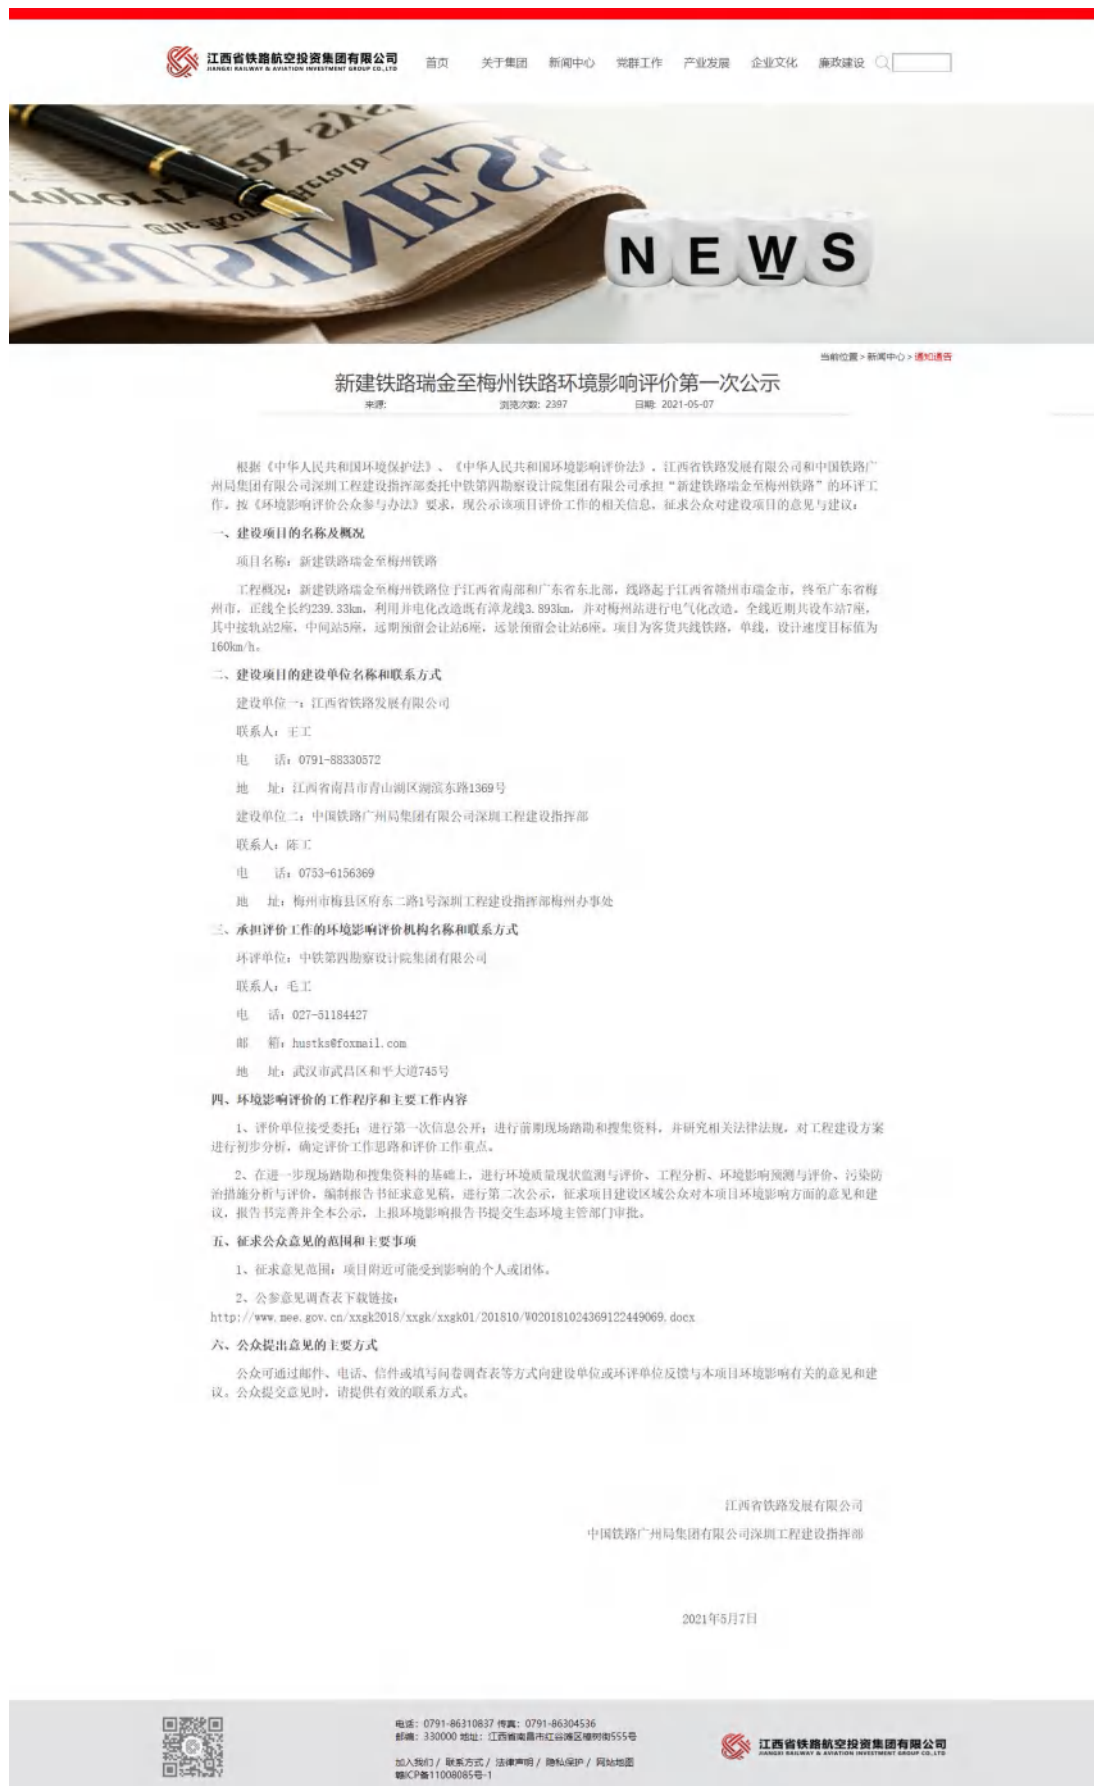 江西省铁路航空投资集团有限公司
JIANGXI RAILWAY & AVIATION INVESTMENT GROUP CO.,LTD
首页 关于集团 新闻中心 党群工作 产业发展 企业文化 廉政建设
BUSINESS
NEWS
当前位置 > 新闻中心 > 通知通告
新建铁路瑞金至梅州铁路环境影响评价第一次公示
来源: 浏览次数: 2397 日期: 2021-05-07
根据《中华人民共和国环境保护法》、《中华人民共和国环境影响评价法》，江西省铁路发展有限公司和中国铁路广
州局集团有限公司深圳工程建设指挥部委托中铁第四勘察设计院集团有限公司承担“新建铁路瑞金至梅州铁路”的环评工
作。按《环境影响评价公众参与办法》要求，现公示该项目评价工作的相关信息，征求公众对建设项目的意见与建议：
一、建设项目的名称及概况
项目名称：新建铁路瑞金至梅州铁路
工程概况：新建铁路瑞金至梅州铁路位于江西省南部和广东省东北部，线路起于江西省赣州市瑞金市，终至广东省梅
州市，正线全长约239.33km，利用并电化改造既有漳龙线3.893km，并对梅州站进行电气化改造。全线近期共设车站7座，
其中接轨站2座，中间站5座，远期预留会让站6座，远景预留会让站6座。项目为客货共线铁路，单线，设计速度目标值为
160km/h。
二、建设项目的建设单位名称和联系方式
建设单位一：江西省铁路发展有限公司
联系人：王工
电 话：0791-88330572
地 址：江西省南昌市青山湖区湖滨东路1369号
建设单位二：中国铁路广州局集团有限公司深圳工程建设指挥部
联系人：陈工
电 话：0753-6156369
地 址：梅州市梅县区府东二路1号深圳工程建设指挥部梅州办事处
三、承担评价工作的环境影响评价机构名称和联系方式
环评单位：中铁第四勘察设计院集团有限公司
联系人：毛工
电 话：027-51184427
邮 箱：hustks@foxmail.com
地 址：武汉市武昌区和平大道745号
四、环境影响评价的工作程序和主要工作内容
1、评价单位接受委托；进行第一次信息公开；进行前期现场踏勘和搜集资料，并研究相关法律法规，对工程建设方案
进行初步分析，确定评价工作思路和评价工作重点。
2、在进一步现场踏勘和搜集资料的基础上，进行环境质量现状监测与评价、工程分析、环境影响预测与评价、污染防
治措施分析与评价，编制报告书征求意见稿，进行第二次公示，征求项目建设区域公众对本项目环境影响方面的意见和建
议，报告书完善并全本公示，上报环境影响报告书提交生态环境主管部门审批。
五、征求公众意见的范围和主要事项
1、征求意见范围：项目附近可能受到影响的个人或团体。
2、公参意见调查表下载链接：
http://www.mee.gov.cn/xxgk2018/xxgk/xxgk01/201810/W020181024369122449069.docx
六、公众提出意见的主要方式
公众可通过邮件、电话、信件或填写问卷调查表等方式向建设单位或环评单位反馈与本项目环境影响有关的意见和建
议。公众提交意见时，请提供有效的联系方式。
江西省铁路发展有限公司
中国铁路广州局集团有限公司深圳工程建设指挥部
2021年5月7日
电话：0791-86310837 传真：0791-86304536
邮编：330000 地址：江西省南昌市红谷滩区樟树街555号
加入我们 / 联系方式 / 法律声明 / 隐私保护 / 网站地图
赣ICP备11008085号-1
江西省铁路航空投资集团有限公司
JIANGXI RAILWAY & AVIATION INVESTMENT GROUP CO.,LTD